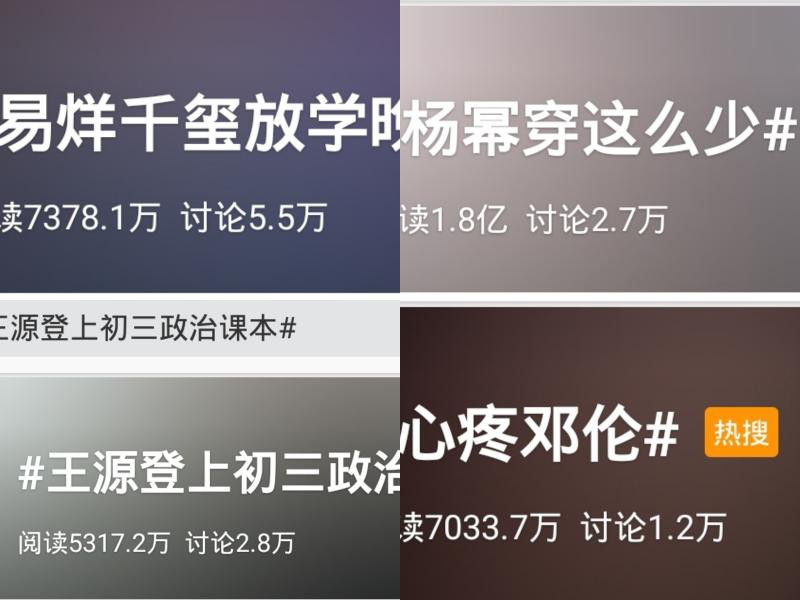 易烊千玺放学
读7378.1万 讨论5.5万
杨幂穿这么少#
读1.8亿 讨论2.7万
王源登上初三政治课本#
#王源登上初三政治
阅读5317.2万 讨论2.8万
心疼邓伦# 热搜
读7033.7万 讨论1.2万